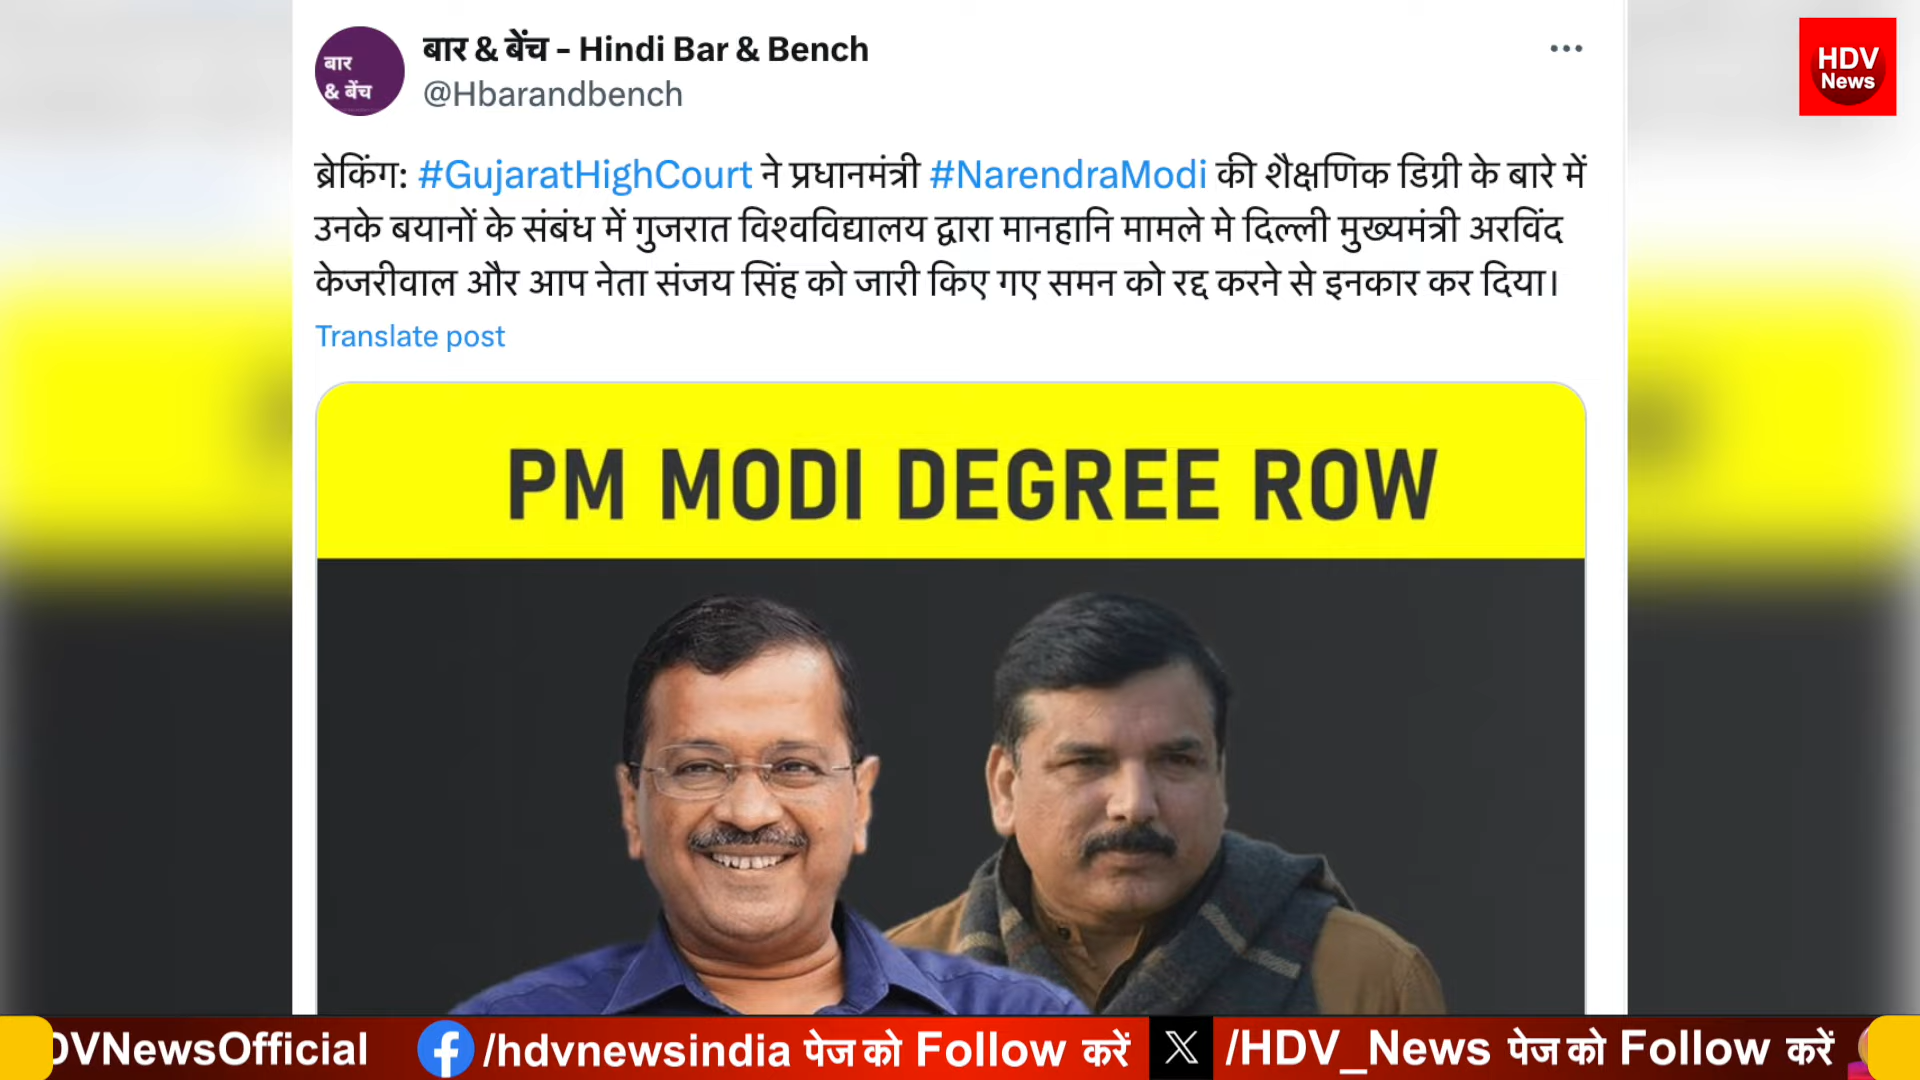 बार & बेंच - Hindi Bar & Bench
@Hbarandbench
बार
& बेंच
HDV
News
ब्रेकिंग: #GujaratHighCourt ने प्रधानमंत्री #NarendraModi की शैक्षणिक डिग्री के बारे में
उनके बयानों के संबंध में गुजरात विश्वविद्यालय द्वारा मानहानि मामले मे दिल्ली मुख्यमंत्री अरविंद
केजरीवाल और आप नेता संजय सिंह को जारी किए गए समन को रद्द करने से इनकार कर दिया।
Translate post
PM MODI DEGREE ROW
DVNewsOfficial /hdvnewsindia पेज को Follow करें /HDV_News पेज को Follow करें